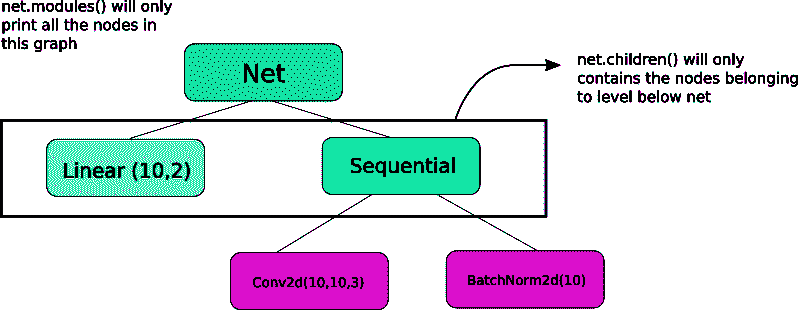 net.modules() will only
print all the nodes in
this graph
Net
net.children() will only
contains the nodes belonging
to level below net
Linear (10,2)
Sequential
Conv2d(10,10,3)
BatchNorm2d(10)